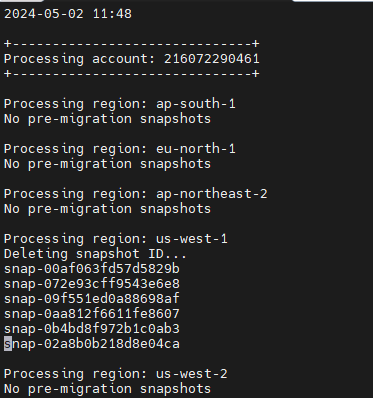 2024-05-02 11:48
+-----------------------------+
Processing account: 216072290461
+-----------------------------+
Processing region: ap-south-1
No pre-migration snapshots
Processing region: eu-north-1
No pre-migration snapshots
Processing region: ap-northeast-2
No pre-migration snapshots
Processing region: us-west-1
Deleting snapshot ID...
snap-00af063fd57d5829b
snap-072e93cff9543e6e8
snap-09f551ed0a88698af
snap-0aa812f6611fe8607
snap-0b4bd8f972b1c0ab3
snap-02a8b0b218d8e04ca
Processing region: us-west-2
No pre-migration snapshots